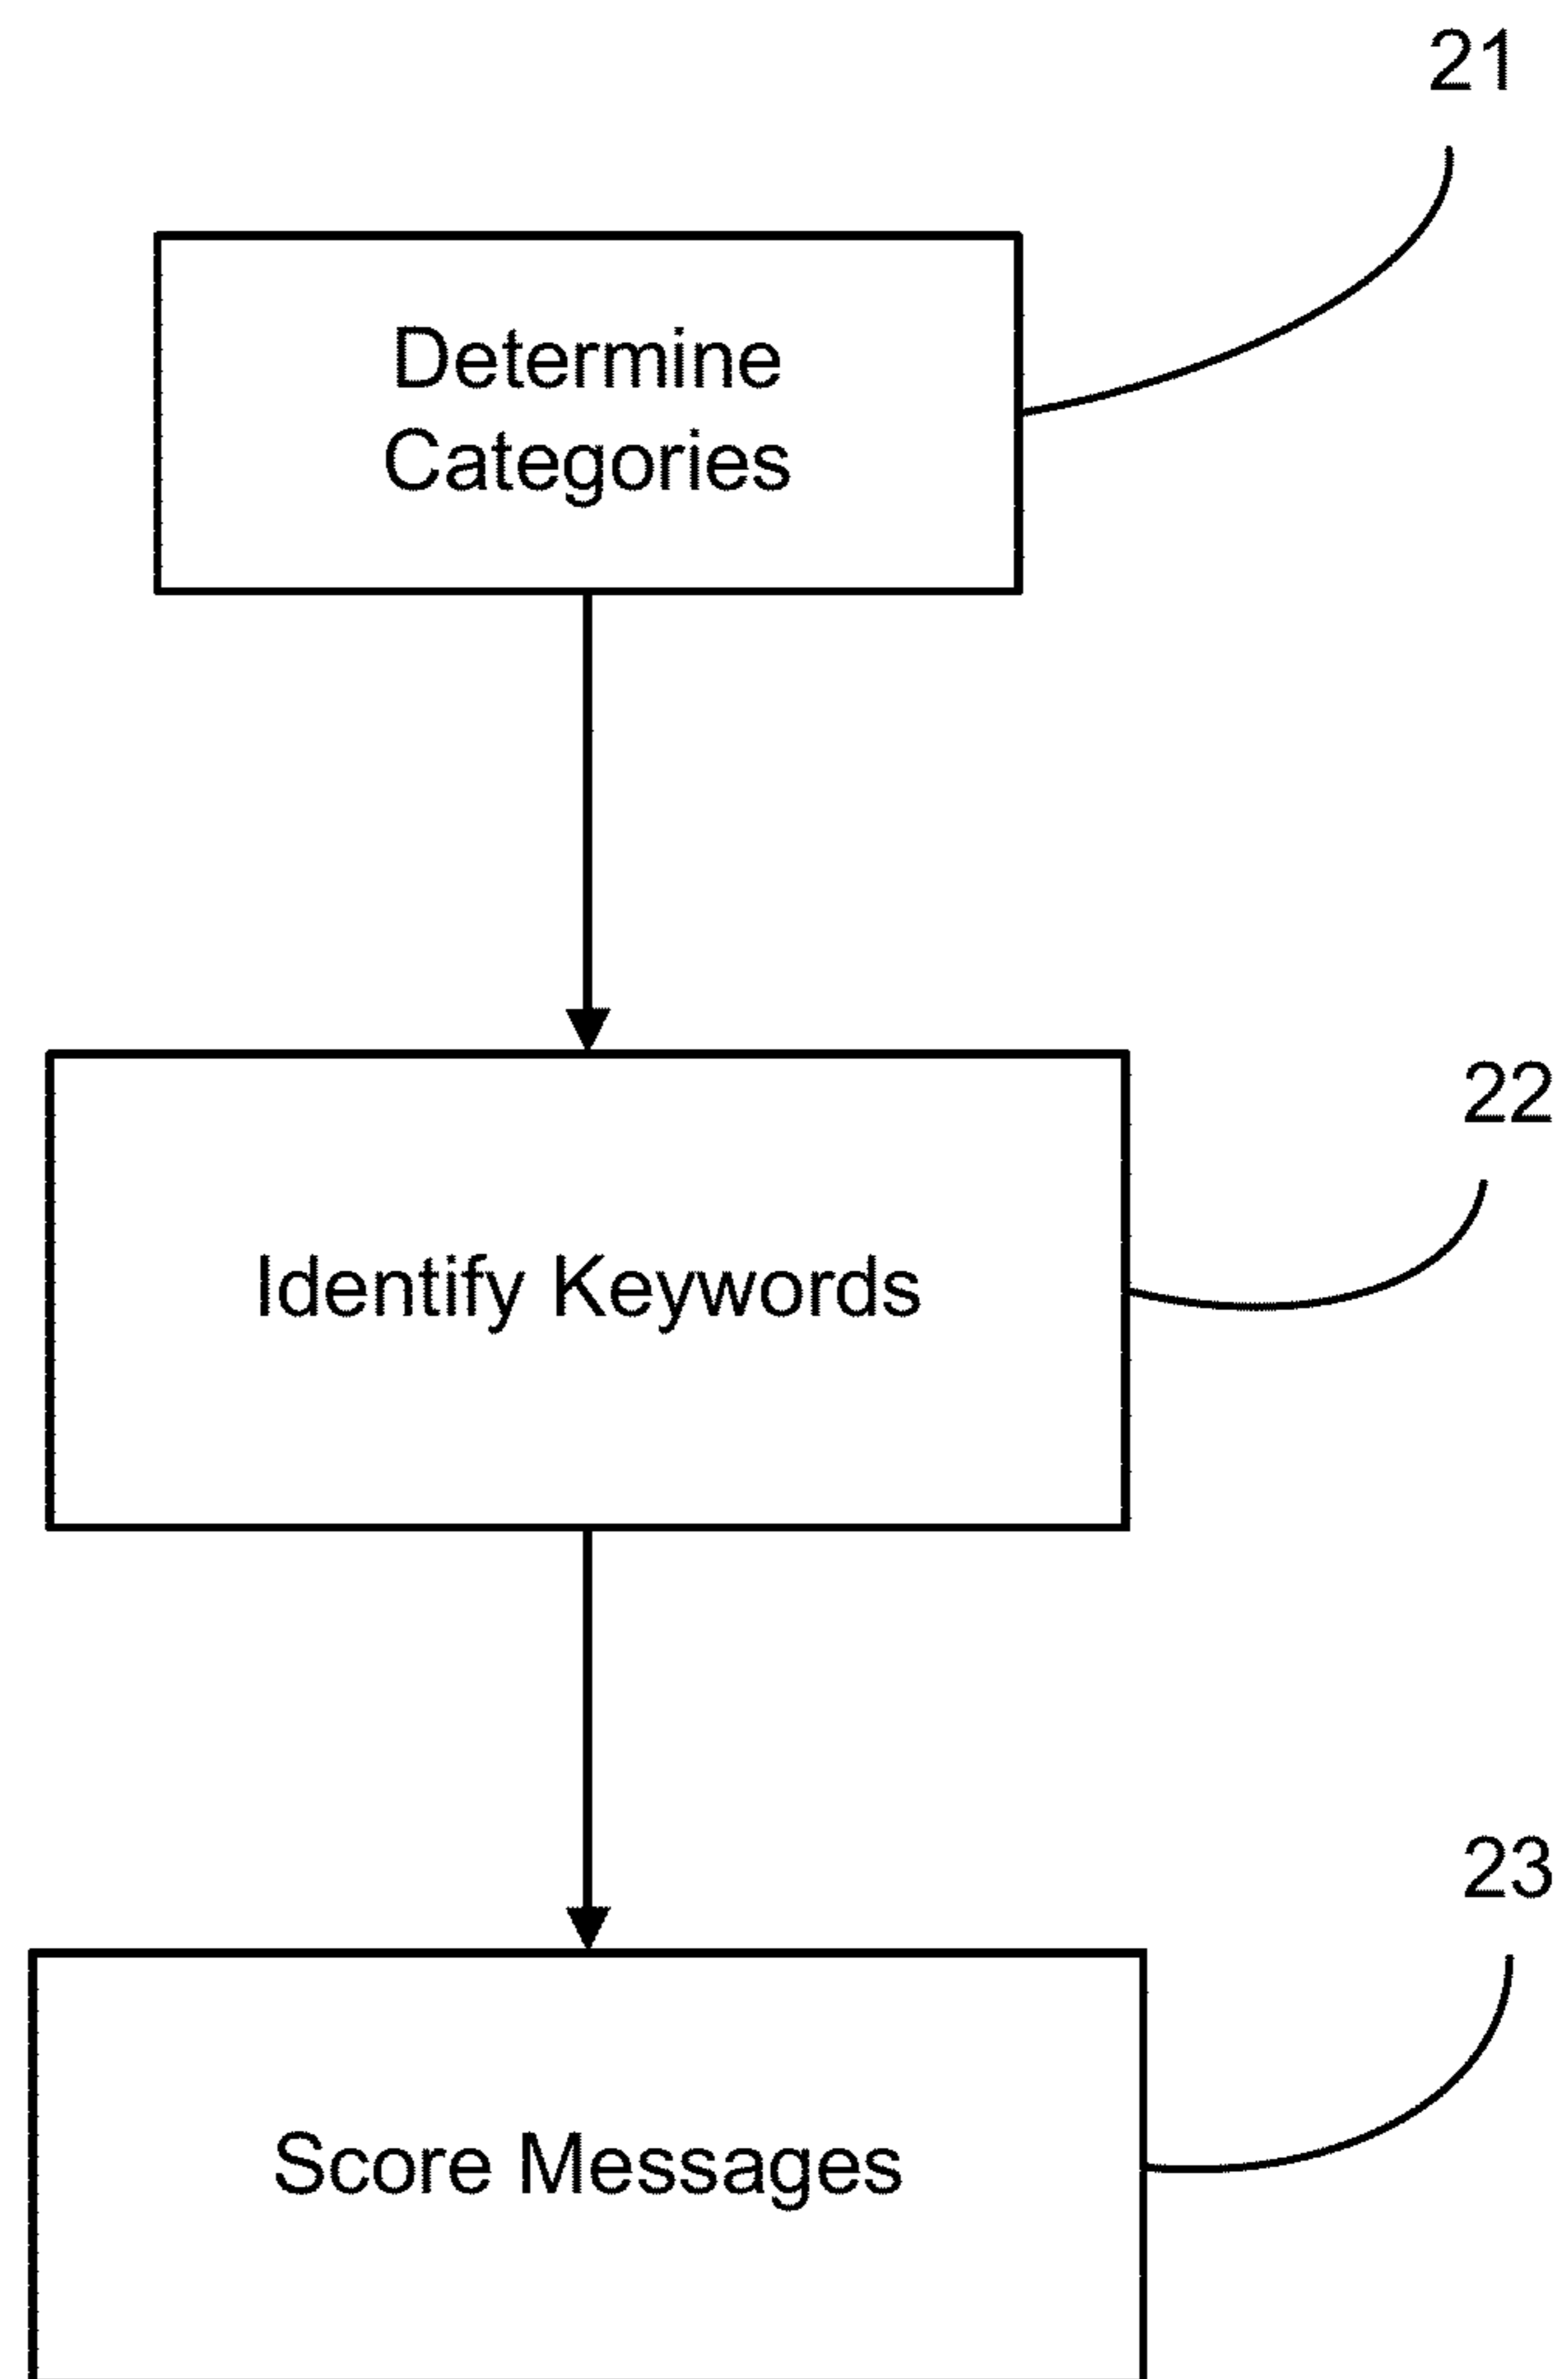 21
Determine
Categories
22
Identify Keywords
23
Score Messages